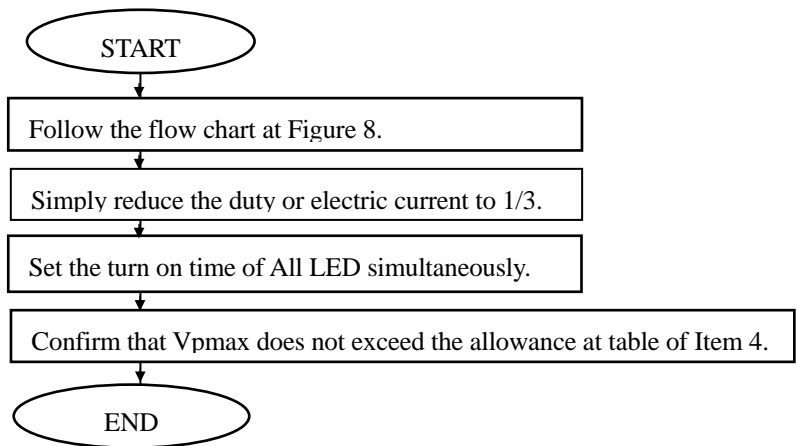 START
Follow the flow chart at Figure 8.
Simply reduce the duty or electric current to 1/3.
Set the turn on time of All LED simultaneously.
Confirm that Vpmax does not exceed the allowance at table of Item 4.
END